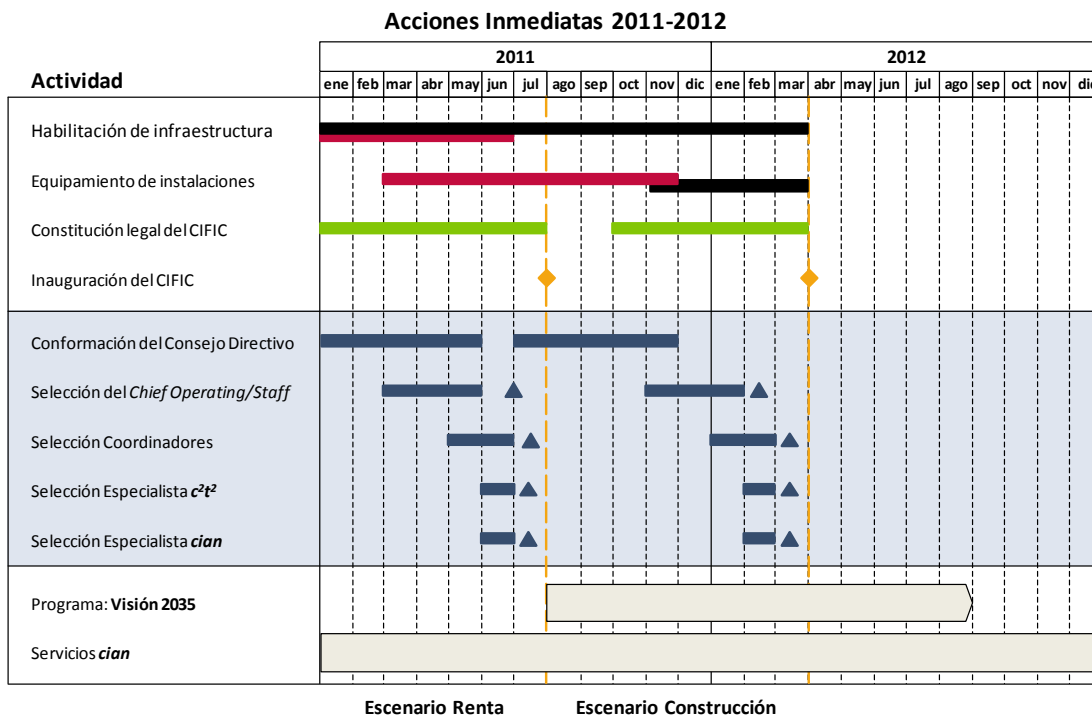 Acciones Inmediatas 2011-2012
2011 2012
Actividad
ene feb mar abr may jun jul ago sep oct nov dic ene feb mar abr jun jul ago sep oct nov dic
Habilitación de infraestructura
Equipamiento de instalaciones
Constitución legal del CIFIC
Inauguración del CIFIC
Conformación del Consejo Directivo
Selección del Chief Operating/Staff
Selección Coordinadores
Selección Especialista c²t²
Selección Especialista cian
Programa: Visión 2035
Servicios cian
Escenario Renta Escenario Construcción